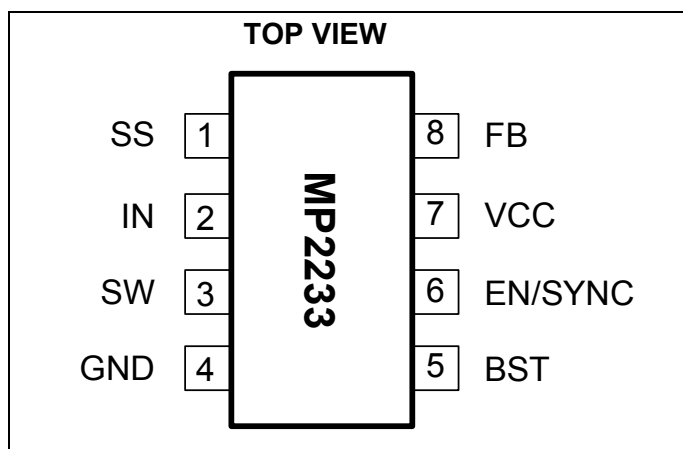 TOP VIEW
SS 1 8 FB
IN 2 7 VCC
SW 3 6 EN/SYNC
GND 4 5 BST
MP2233